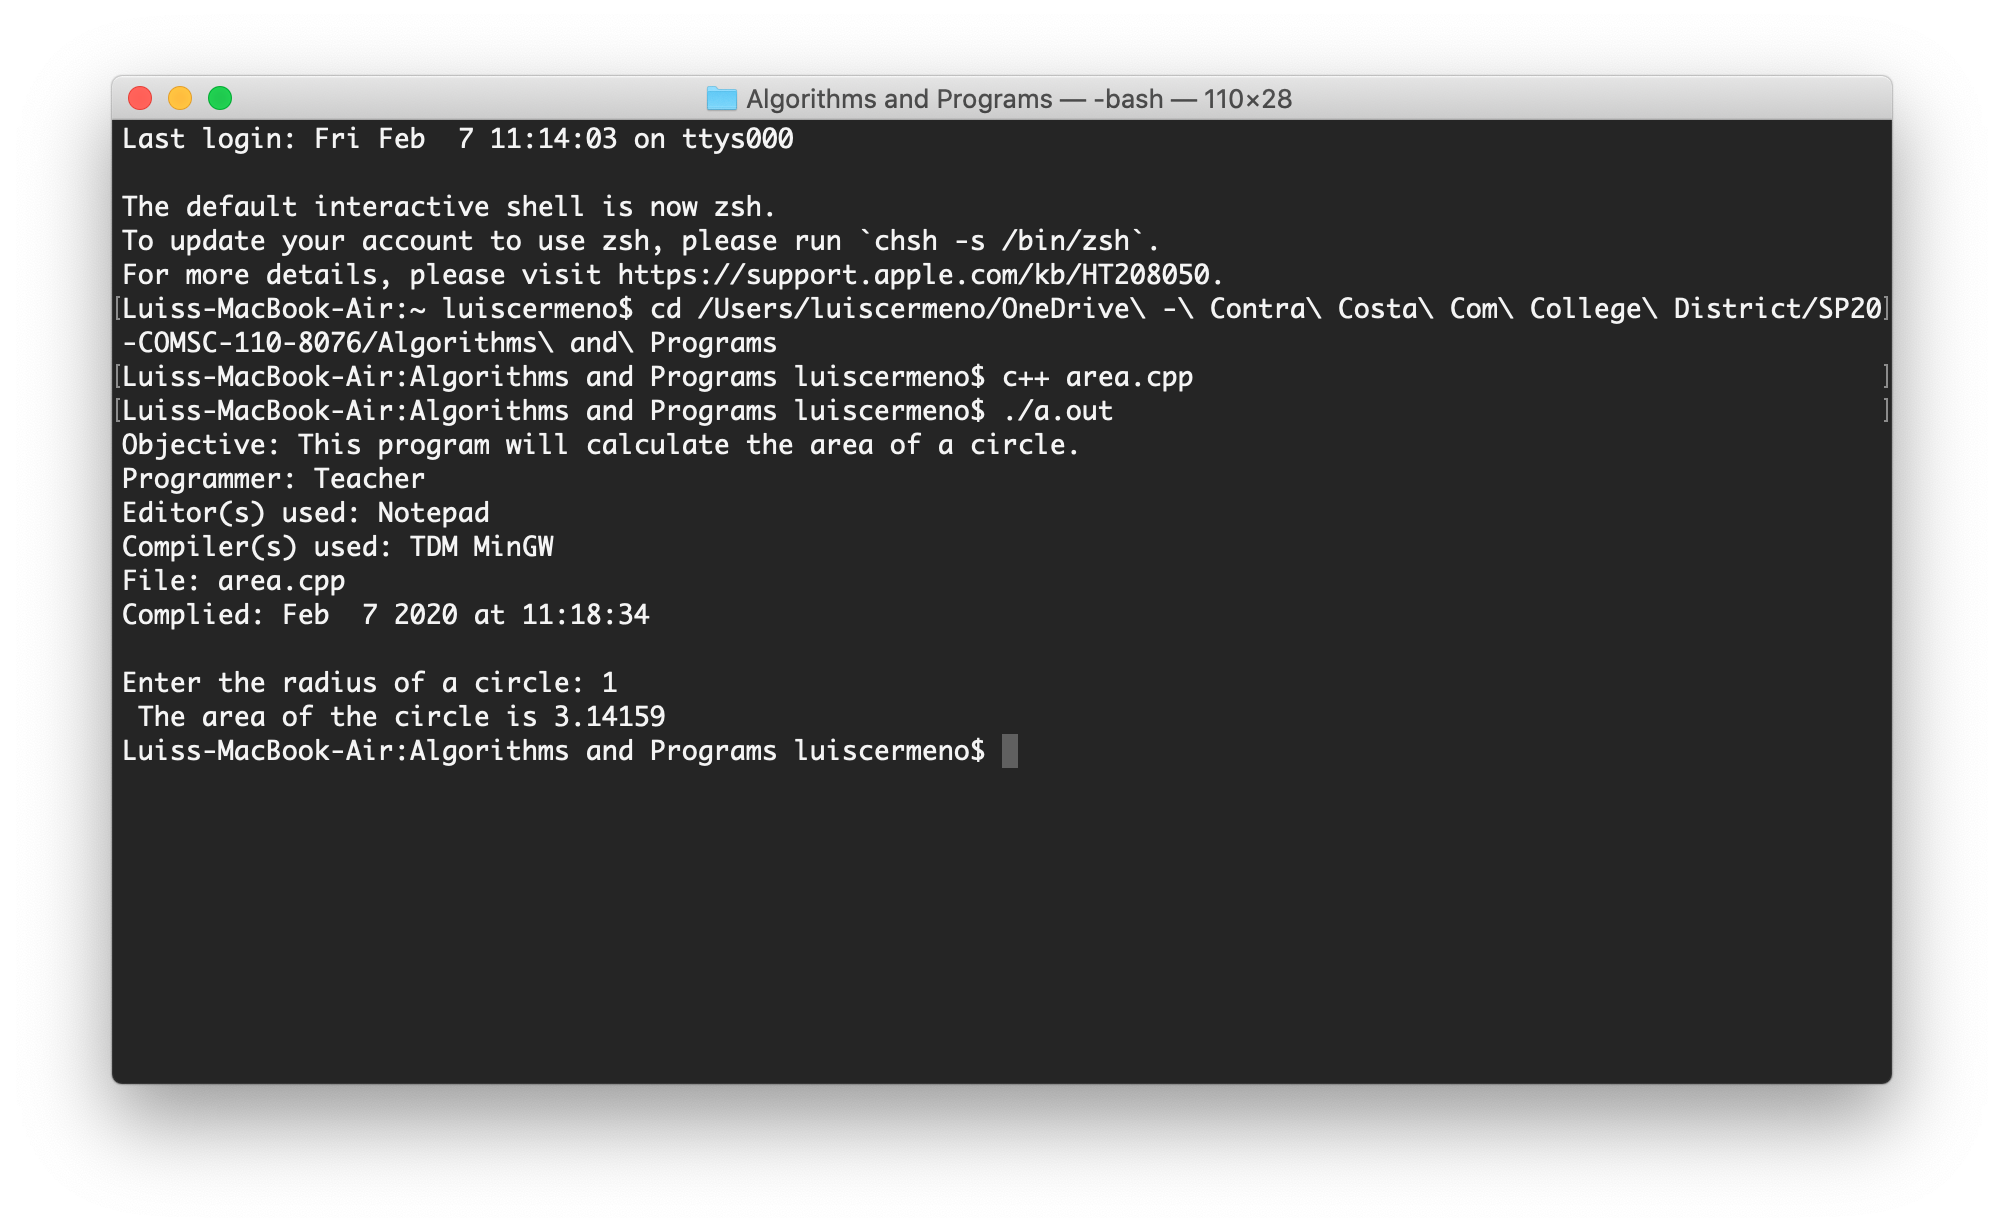 Algorithms and Programs — -bash — 110×28
Last login: Fri Feb  7 11:14:03 on ttys000
The default interactive shell is now zsh.
To update your account to use zsh, please run `chsh -s /bin/zsh`.
For more details, please visit https://support.apple.com/kb/HT208050.
[Luiss-MacBook-Air:~ luiscermeno$ cd /Users/luiscermeno/OneDrive\ -\ Contra\ Costa\ Com\ College\ District/SP20]
-COMSC-110-8076/Algorithms\ and\ Programs
[Luiss-MacBook-Air:Algorithms and Programs luiscermeno$ c++ area.cpp ]
[Luiss-MacBook-Air:Algorithms and Programs luiscermeno$ ./a.out ]
Objective: This program will calculate the area of a circle.
Programmer: Teacher
Editor(s) used: Notepad
Compiler(s) used: TDM MinGW
File: area.cpp
Complied: Feb  7 2020 at 11:18:34
Enter the radius of a circle: 1
 The area of the circle is 3.14159
Luiss-MacBook-Air:Algorithms and Programs luiscermeno$